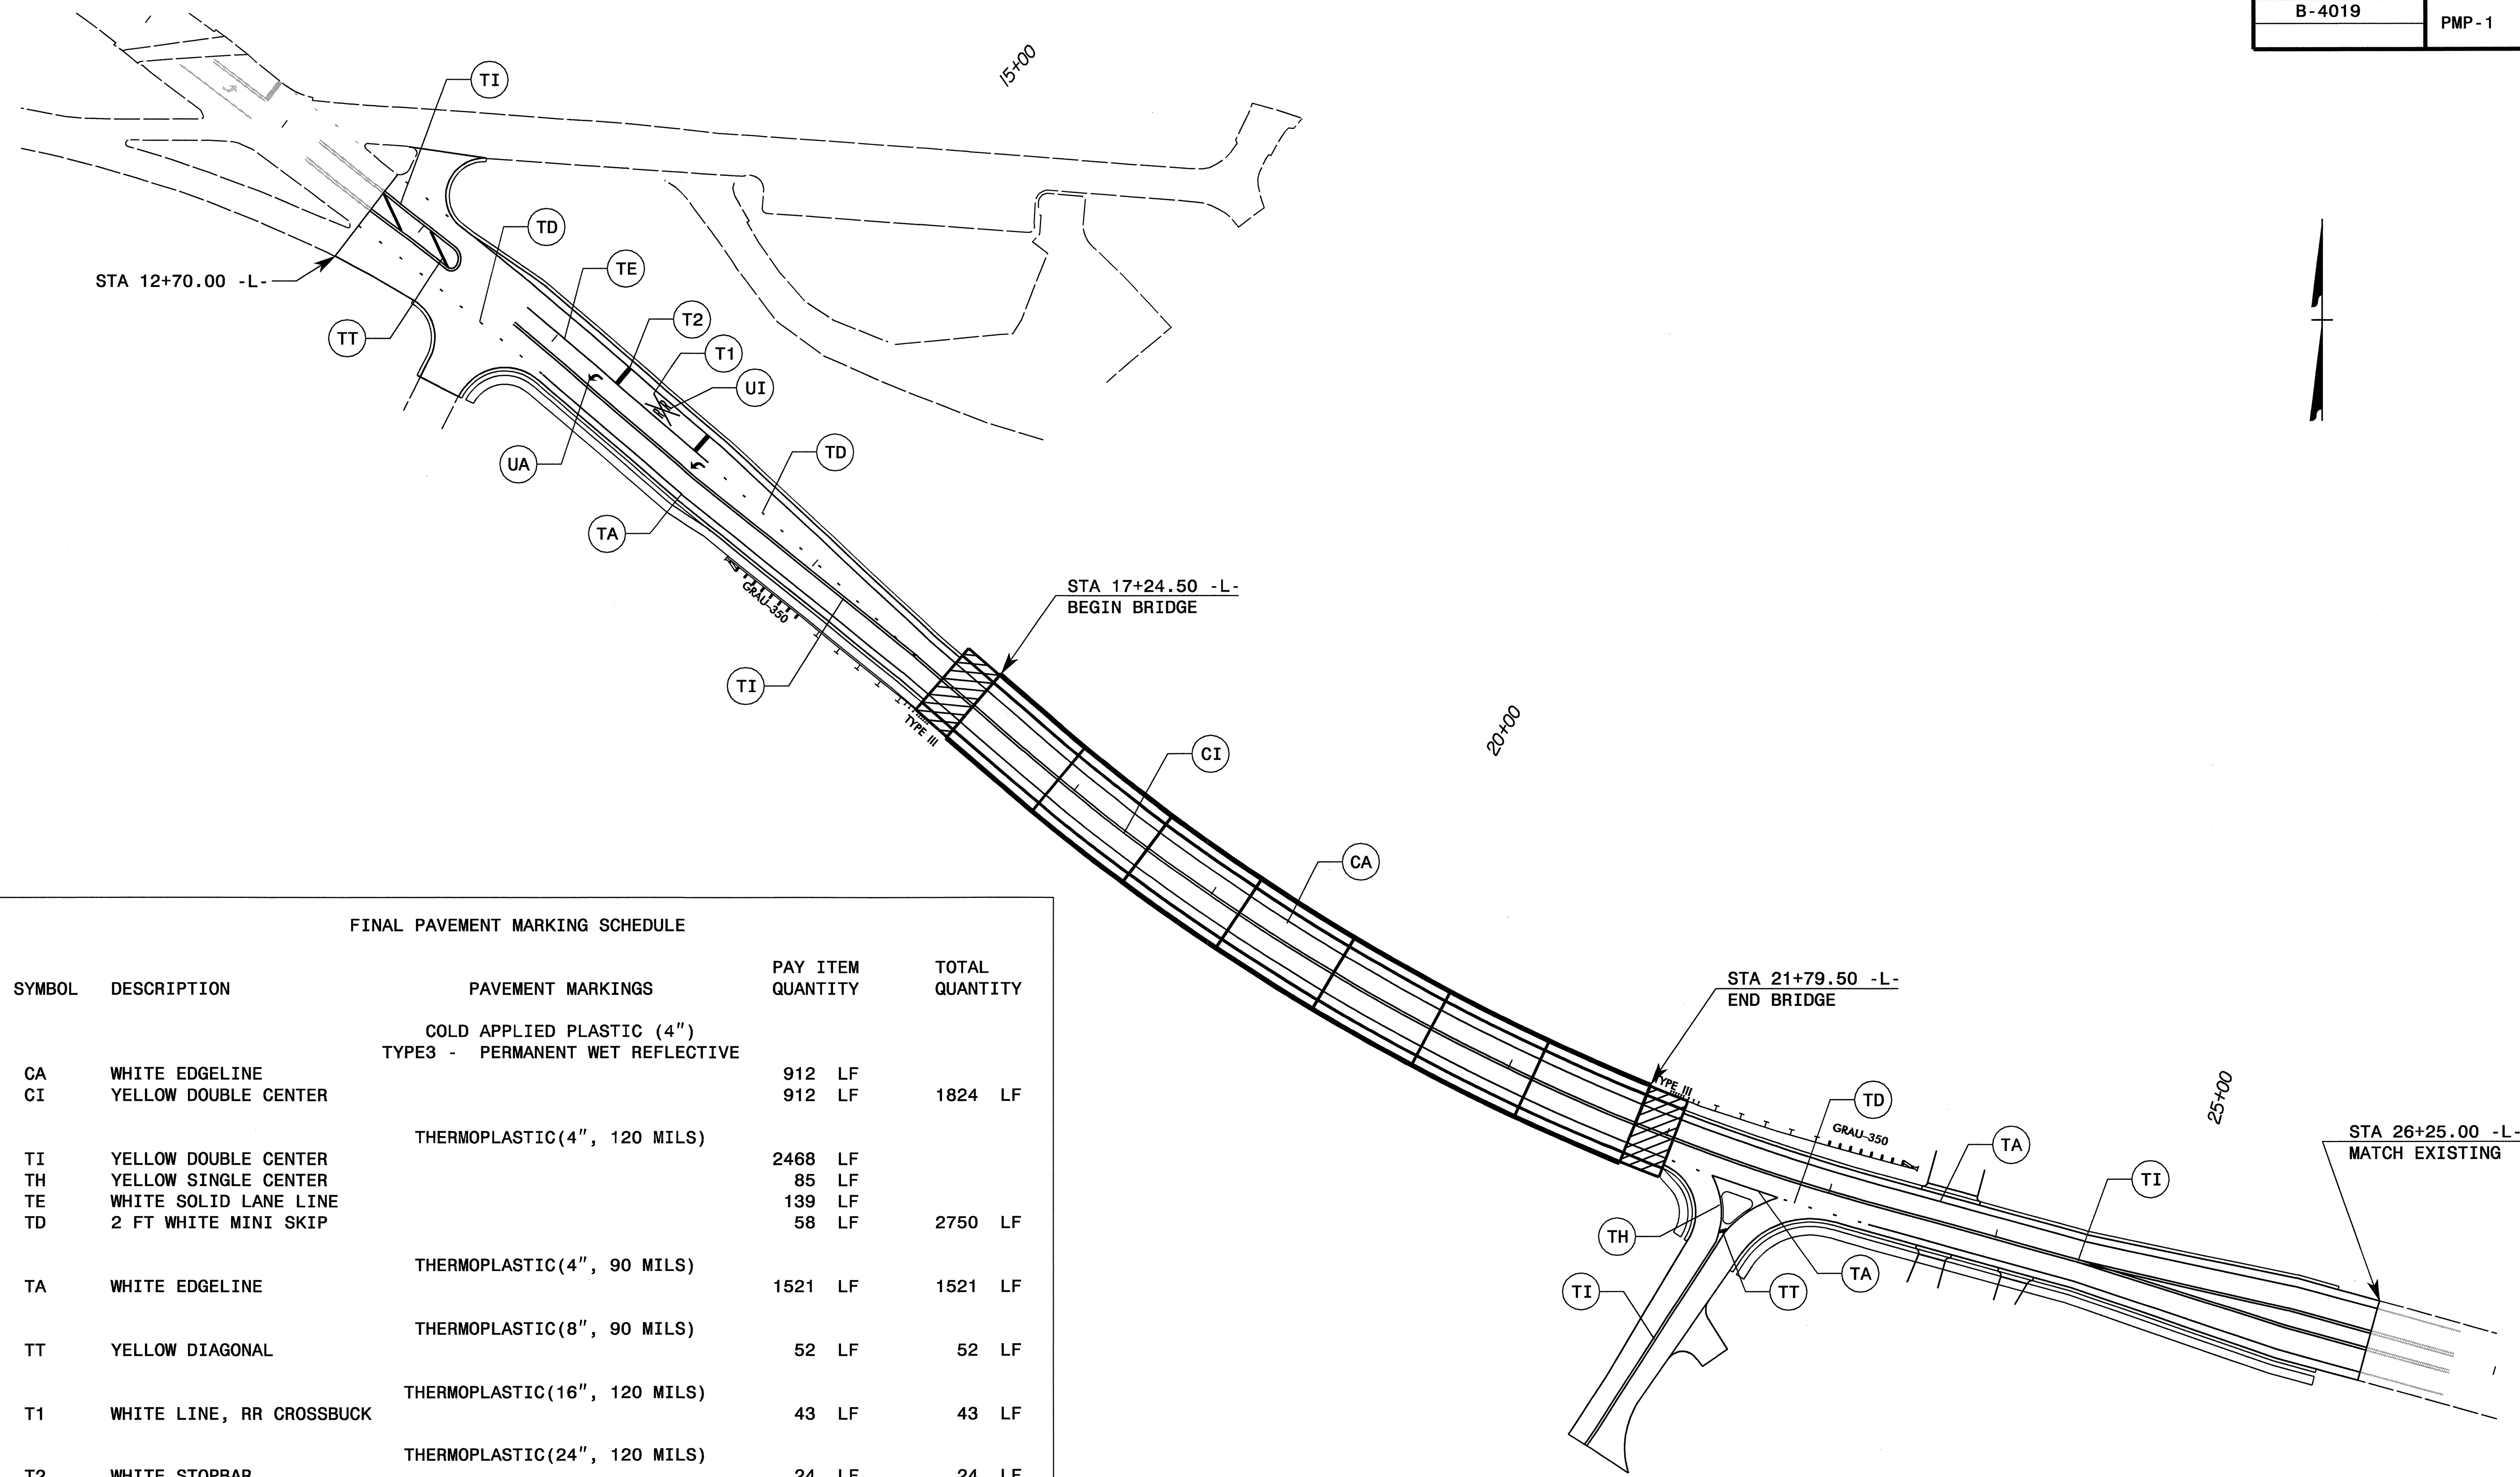 B-4019
PMP-1
15+00
TI
TD
TE
STA 12+70.00 -L-
T2
TT
T1
UI
UA
TD
TA
GRAU-350
STA 17+24.50 -L-
BEGIN BRIDGE
TI
TYPE III
20+00
CI
CA
STA 21+79.50 -L-
END BRIDGE
TYPE III
TD
GRAU-350
TA
25+00
STA 26+25.00 -L-
MATCH EXISTING
TI
TH
TA
TT
TI
FINAL PAVEMENT MARKING SCHEDULE
PAY ITEM TOTAL
SYMBOL DESCRIPTION PAVEMENT MARKINGS QUANTITY QUANTITY
COLD APPLIED PLASTIC (4")
TYPE3 - PERMANENT WET REFLECTIVE
CA WHITE EDGELINE 912 LF
CI YELLOW DOUBLE CENTER 912 LF 1824 LF
THERMOPLASTIC(4", 120 MILS)
TI YELLOW DOUBLE CENTER 2468 LF
TH YELLOW SINGLE CENTER 85 LF
TE WHITE SOLID LANE LINE 139 LF
TD 2 FT WHITE MINI SKIP 58 LF 2750 LF
THERMOPLASTIC(4", 90 MILS)
TA WHITE EDGELINE 1521 LF 1521 LF
THERMOPLASTIC(8", 90 MILS)
TT YELLOW DIAGONAL 52 LF 52 LF
THERMOPLASTIC(16", 120 MILS)
T1 WHITE LINE, RR CROSSBUCK 43 LF 43 LF
THERMOPLASTIC(24", 120 MILS)
T2 WHITE STOPBAR 24 LF 24 LF